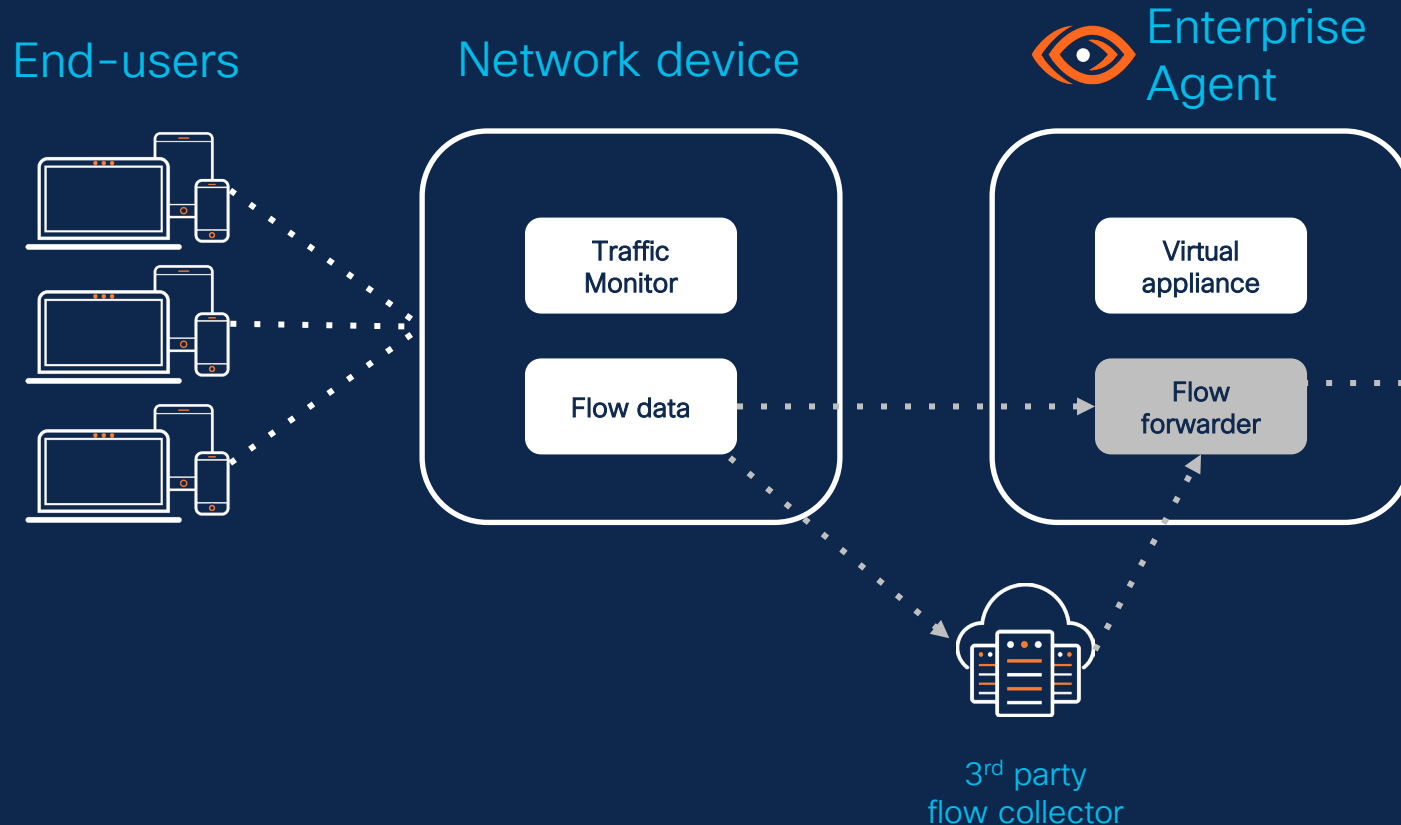 End-users
Network device
Enterprise
Agent
Traffic
Monitor
Flow data
Virtual
appliance
Flow
forwarder
3rd party
flow collector